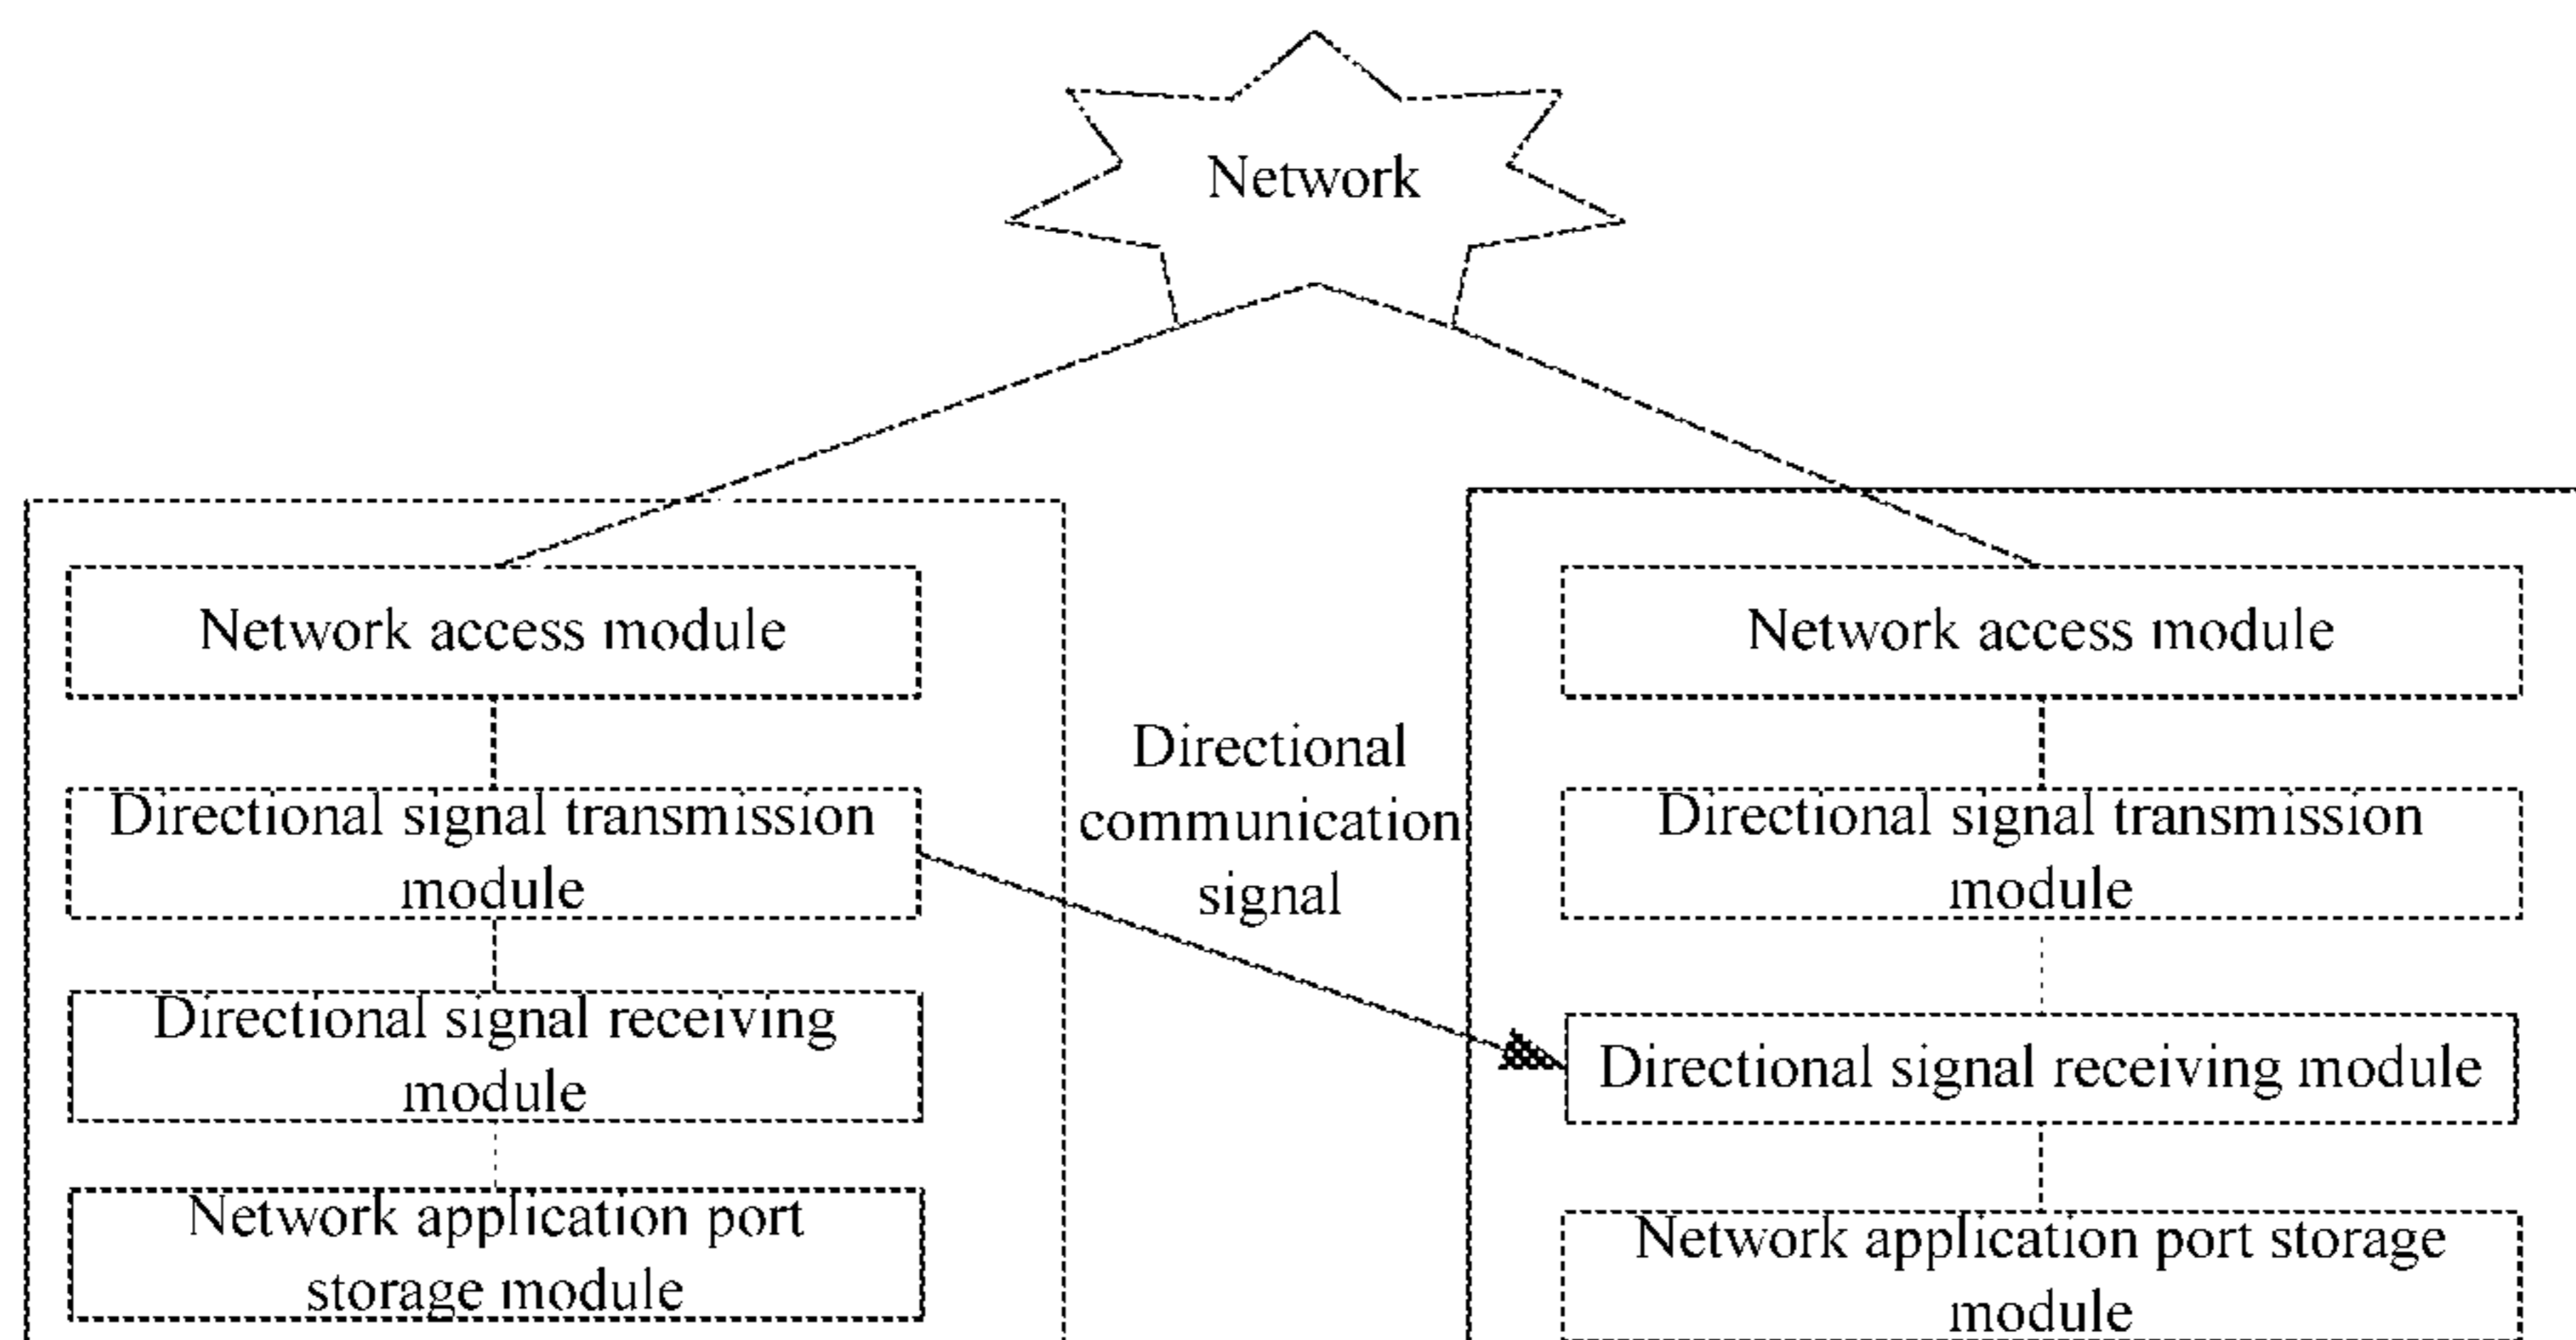 Network
Network access module
Directional signal transmission
module
Directional signal receiving
module
Network application port
storage module
Directional
communication
signal
Network access module
Directional signal transmission
module
Directional signal receiving module
Network application port storage
module